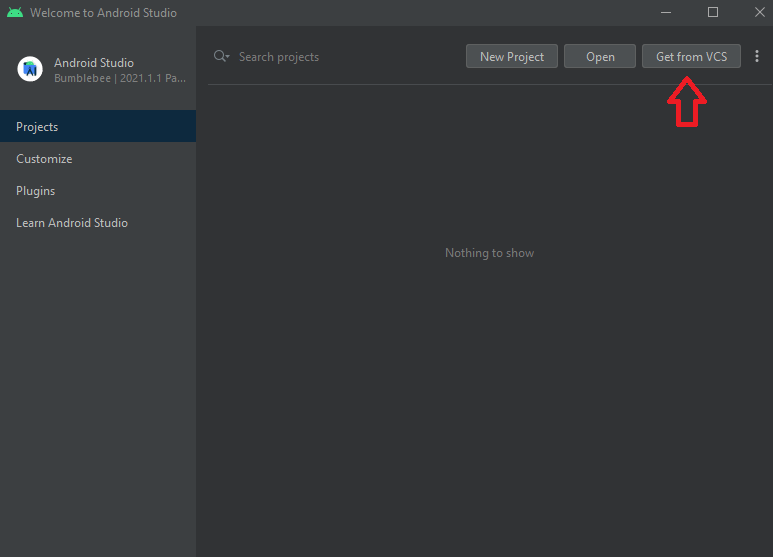 Welcome to Android Studio
Android Studio
Bumblebee | 2021.1.1 Pa...
Search projects
New Project
Open
Get from VCS
Projects
Customize
Plugins
Learn Android Studio
Nothing to show